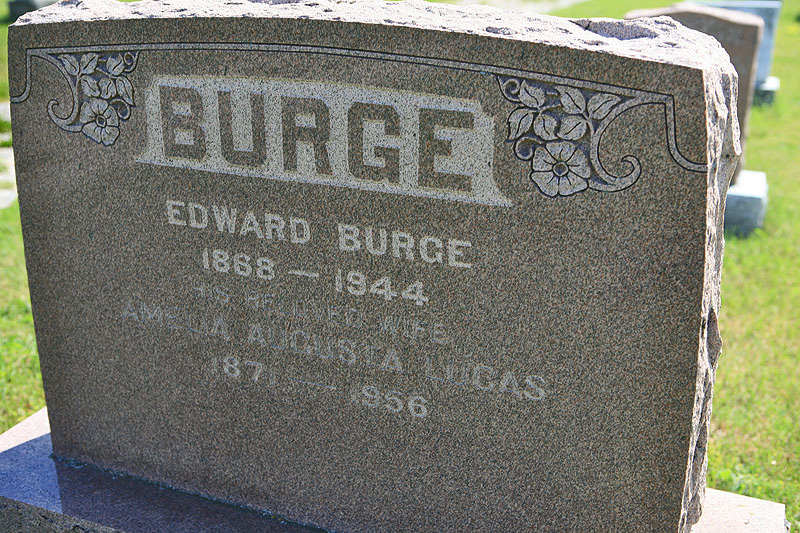 BURGE
EDWARD BURGE
1868 — 1944
HIS BELOVED WIFE
AMELIA AUGUSTA LUCAS
1871 — 1956